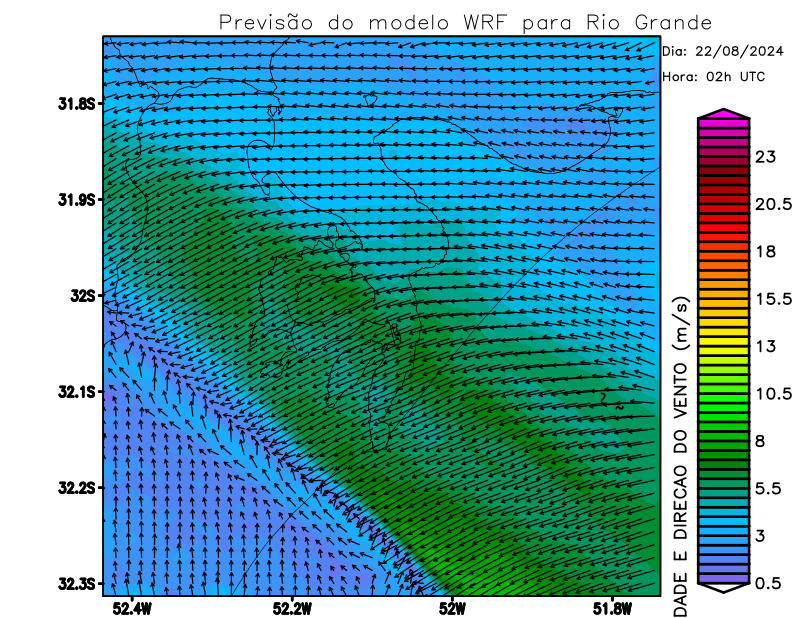 Previsão do modelo WRF para Rio Grande
Dia: 22/08/2024
Hora: 02h UTC
31.8S
31.9S
32S
32.1S
32.2S
32.3S
52.4W
52.2W
52W
51.8W
23
20.5
18
15.5
13
10.5
8
5.5
3
0.5
DADE E DIRECAO DO VENTO (m/s)